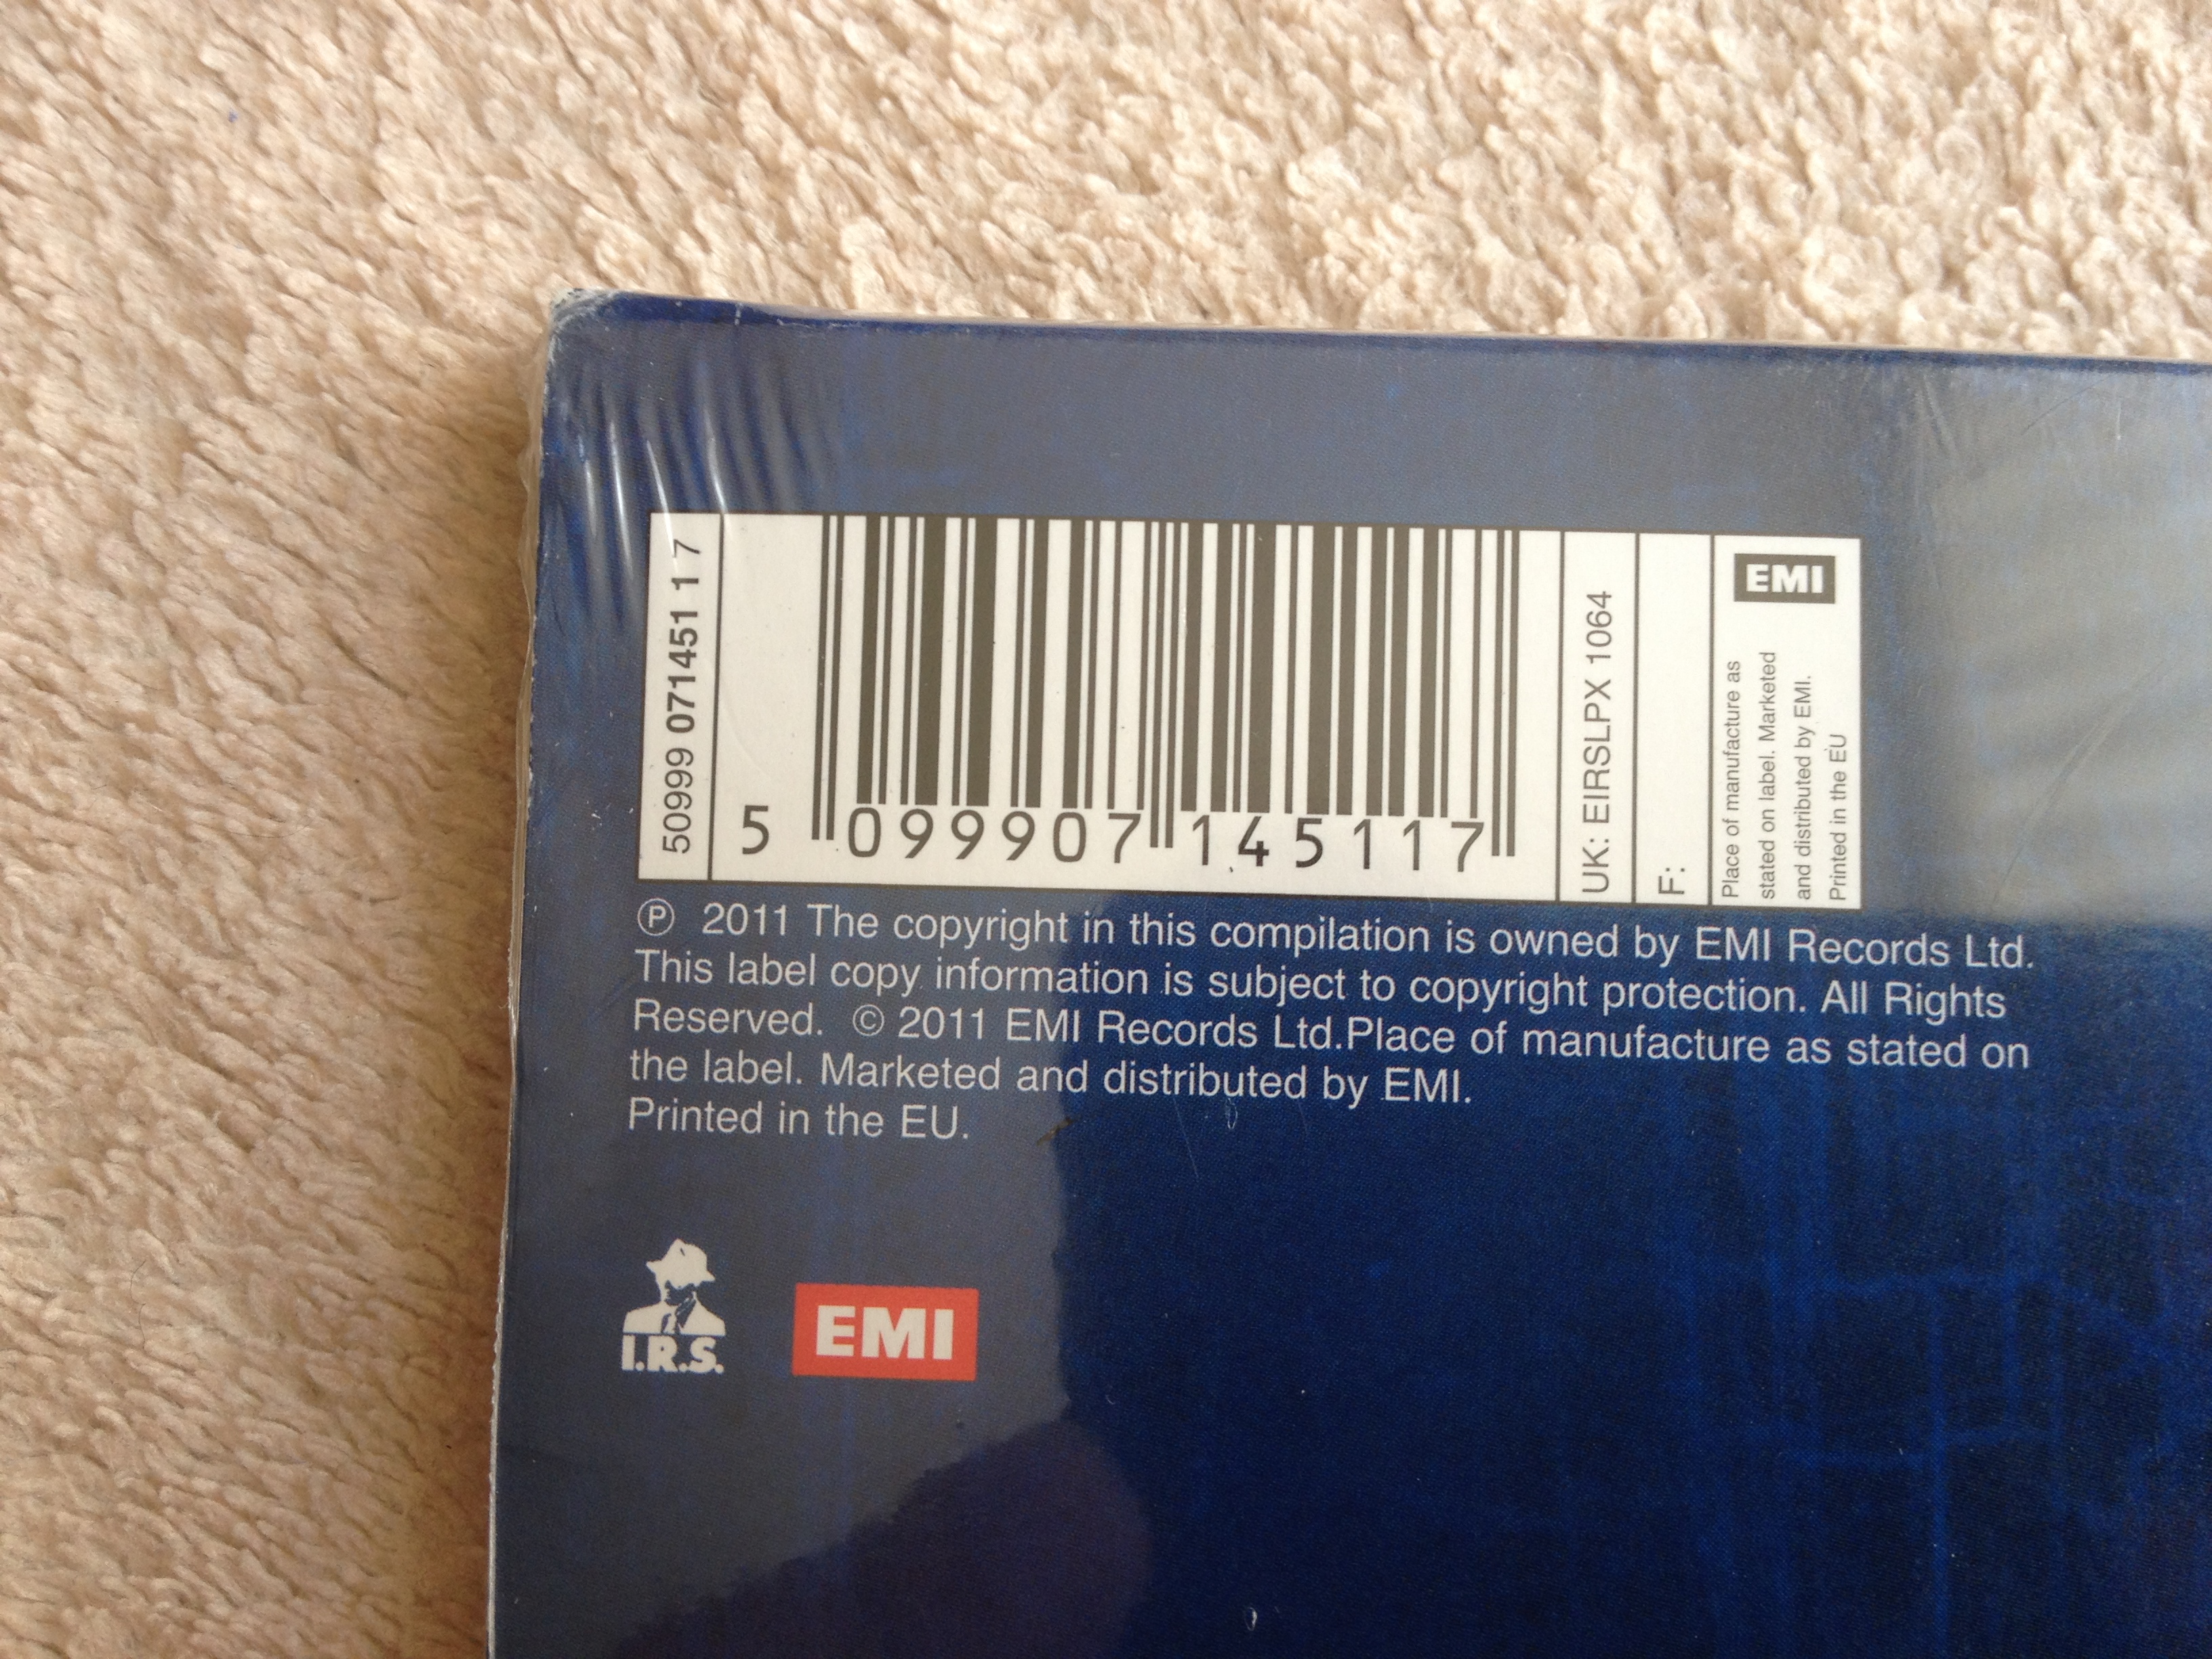 50999 071451 1 7
5 099907 145117
UK: EIRSLPX 1064
F:
EMI
Place of manufacture as
stated on label. Marketed
and distributed by EMI.
Printed in the EU
Ⓟ 2011 The copyright in this compilation is owned by EMI Records Ltd.
This label copy information is subject to copyright protection. All Rights
Reserved. © 2011 EMI Records Ltd.Place of manufacture as stated on
the label. Marketed and distributed by EMI.
Printed in the EU.
I.R.S.
EMI